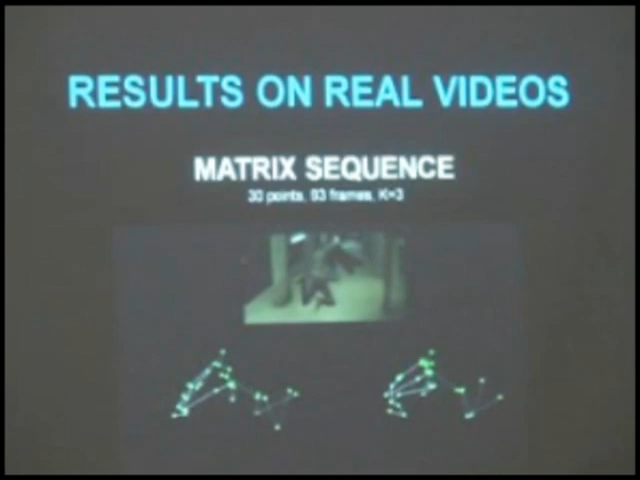 RESULTS ON REAL VIDEOS
MATRIX SEQUENCE
30 points, 93 frames, K=3